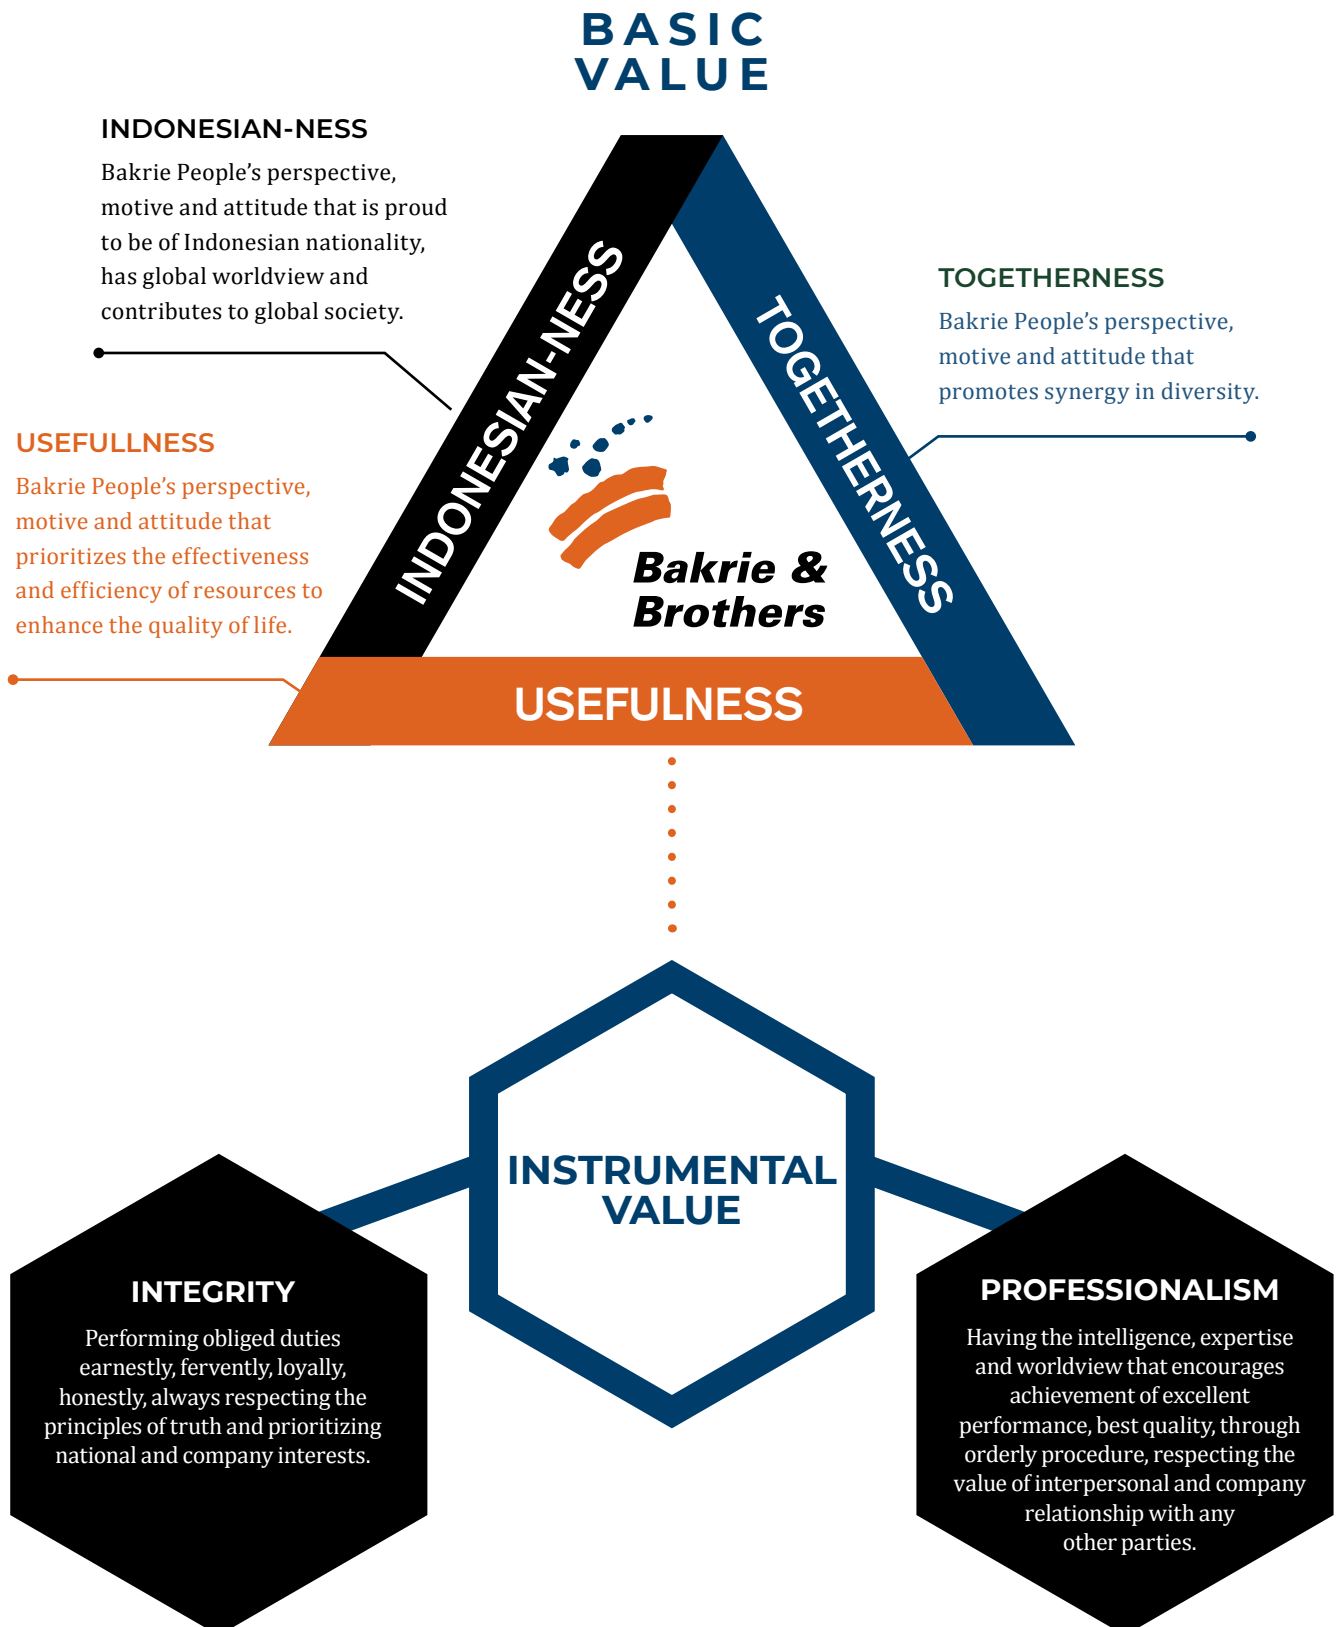 BASIC
VALUE
INDONESIAN-NESS
Bakrie People’s perspective,
motive and attitude that is proud
to be of Indonesian nationality,
has global worldview and
contributes to global society.
TOGETHERNESS
Bakrie People’s perspective,
motive and attitude that
promotes synergy in diversity.
USEFULLNESS
Bakrie People’s perspective,
motive and attitude that
prioritizes the effectiveness
and efficiency of resources to
enhance the quality of life.
INDONESIAN-NESS
TOGETHERNESS
Bakrie &
Brothers
USEFULNESS
INSTRUMENTAL
VALUE
INTEGRITY
Performing obliged duties
earnestly, fervently, loyally,
honestly, always respecting the
principles of truth and prioritizing
national and company interests.
PROFESSIONALISM
Having the intelligence, expertise
and worldview that encourages
achievement of excellent
performance, best quality, through
orderly procedure, respecting the
value of interpersonal and company
relationship with any
other parties.